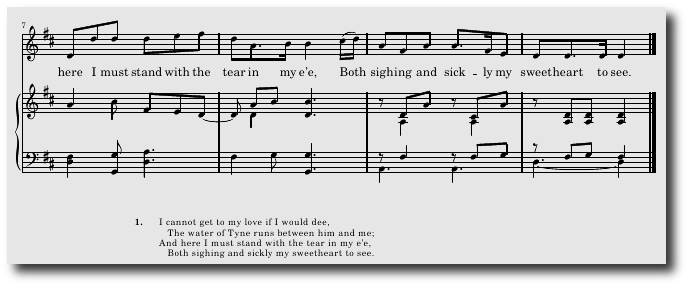 7
here I must stand with the tear in my e'e, Both sighing and sick - ly my sweetheart to see.
1. I cannot get to my love if I would dee,
The water of Tyne runs between him and me;
And here I must stand with the tear in my e'e,
Both sighing and sickly my sweetheart to see.